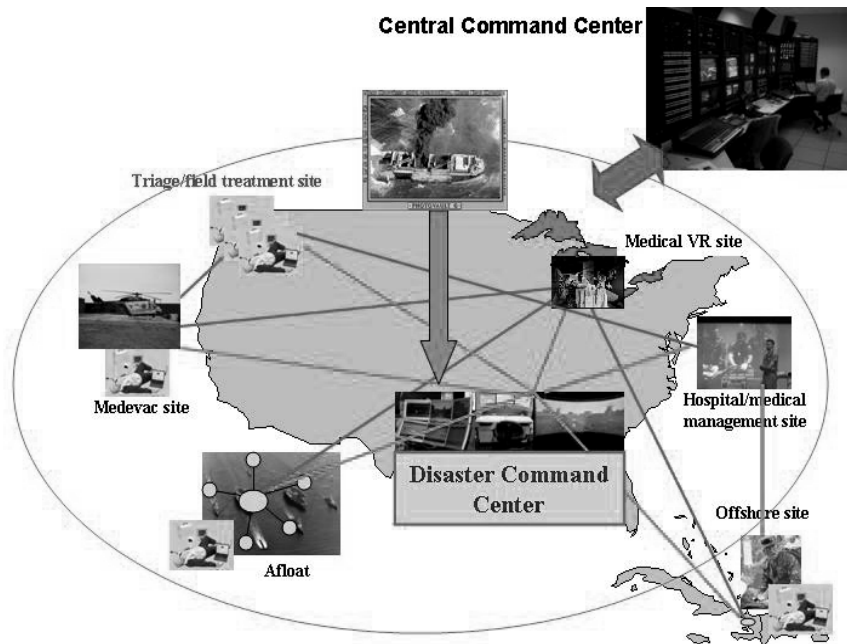 Central Command Center
Triage/field treatment site
PHOTOVAULT
Medical VR site
Medevac site
Hospital/medical
management site
Disaster Command
Center
Offshore site
Afloat